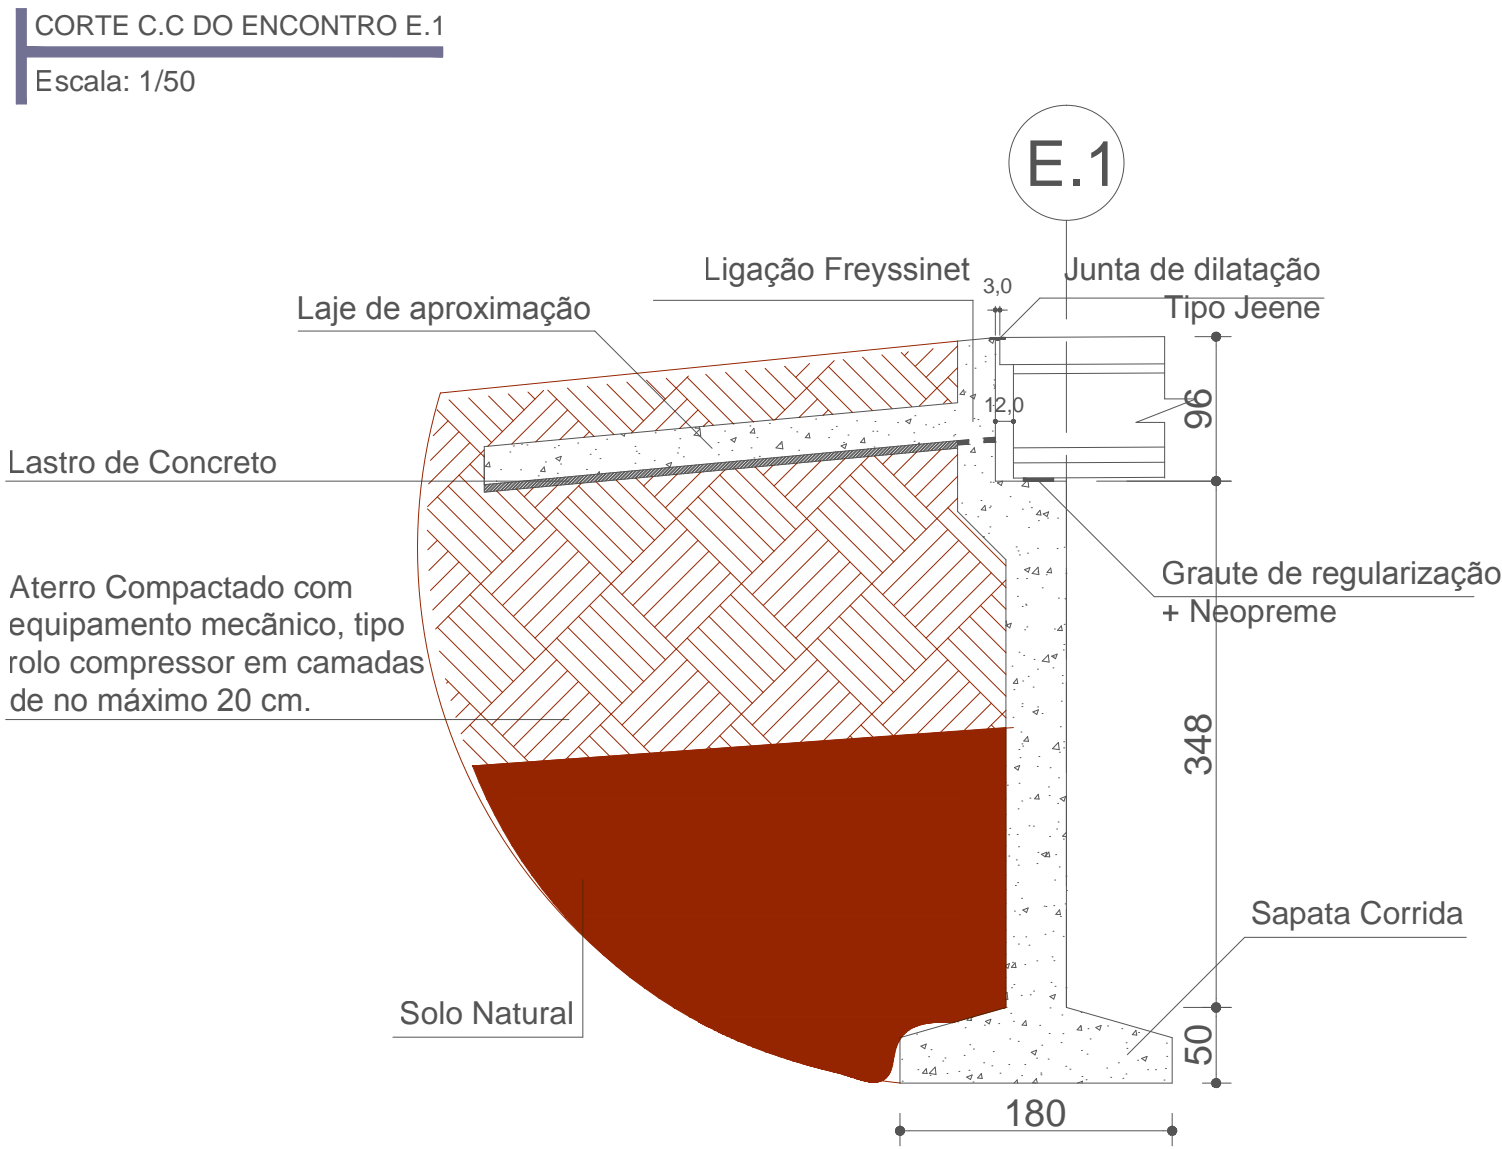 CORTE C.C DO ENCONTRO E.1
Escala: 1/50
E.1
Ligação Freyssinet
3,0
Junta de dilatação
Tipo Jeene
Laje de aproximação
12,0
96
Lastro de Concreto
Aterro Compactado com
equipamento mecãnico, tipo
rolo compressor em camadas
de no máximo 20 cm.
Graute de regularização
+ Neopreme
348
Sapata Corrida
Solo Natural
50
180